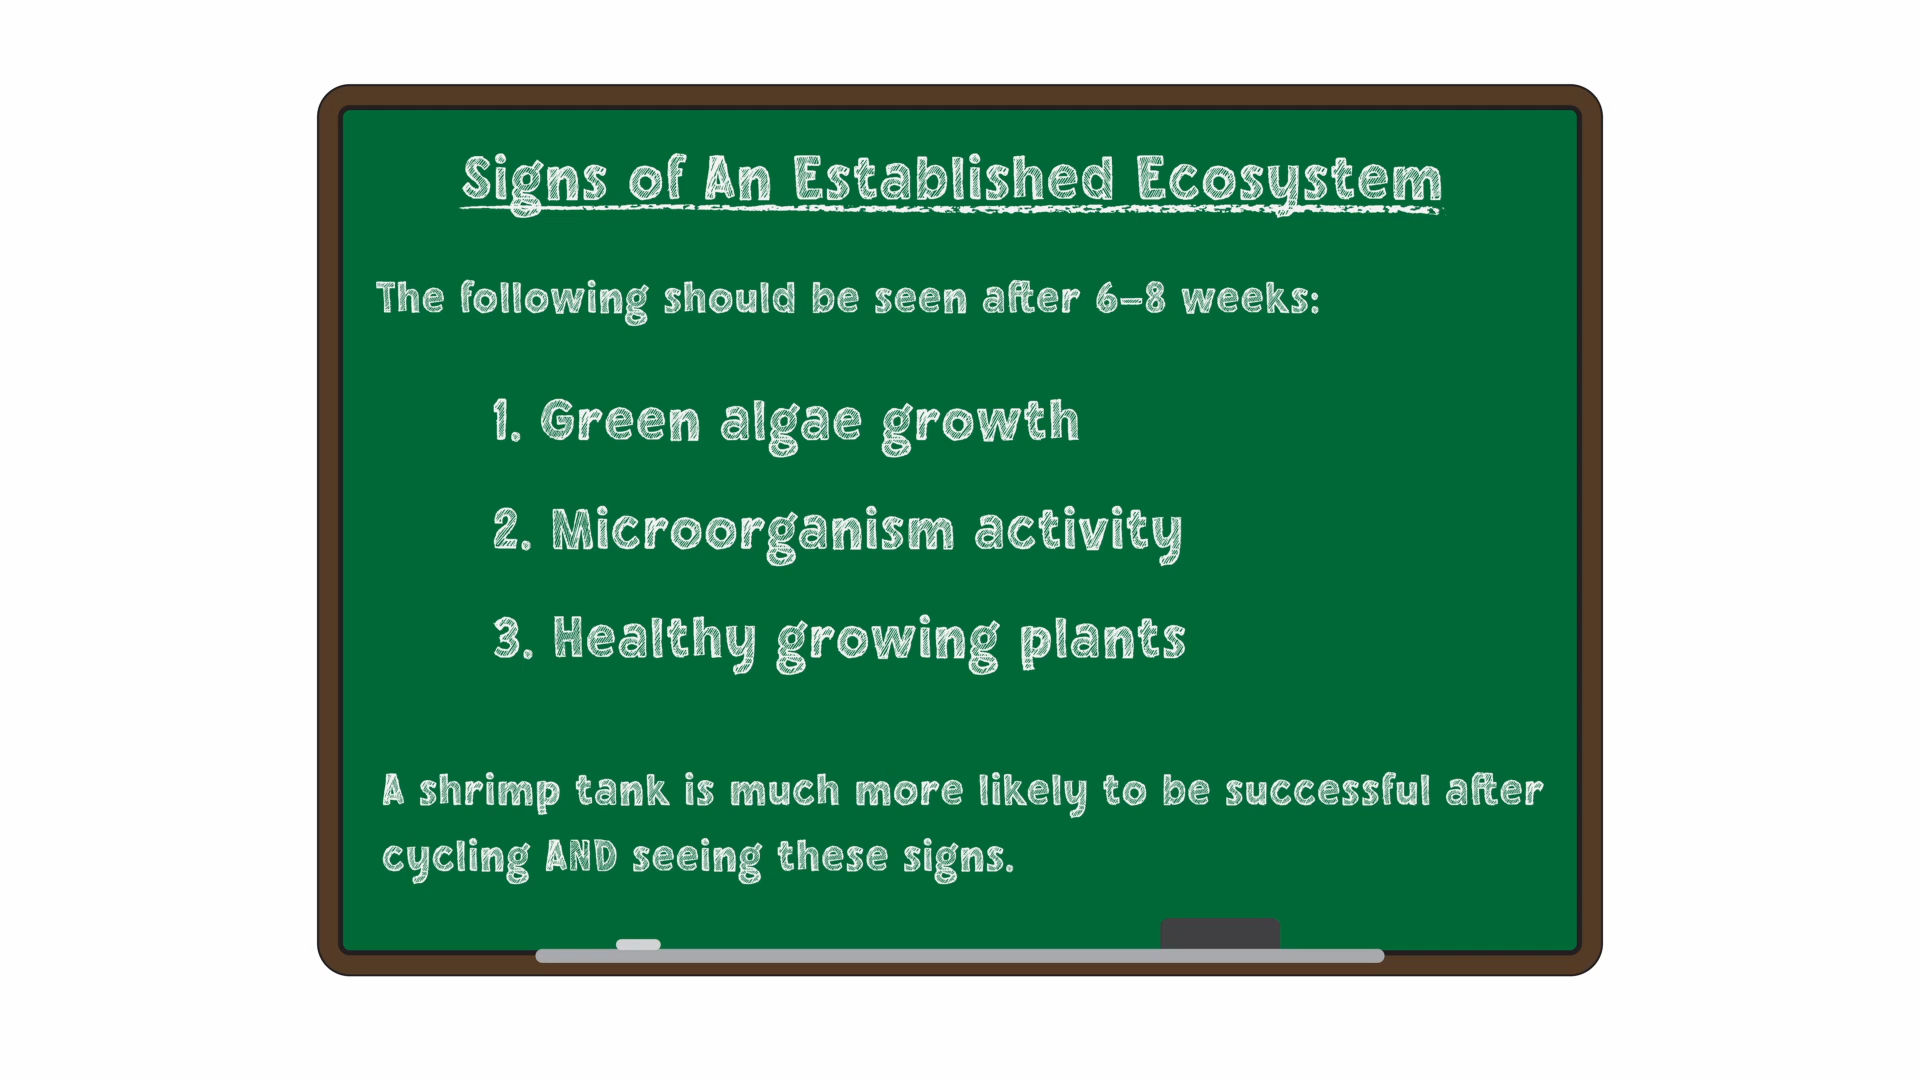 Signs of An Established Ecosystem
The following should be seen after 6–8 weeks:
1. Green algae growth
2. Microorganism activity
3. Healthy growing plants
A shrimp tank is much more likely to be successful after
cycling AND seeing these signs.